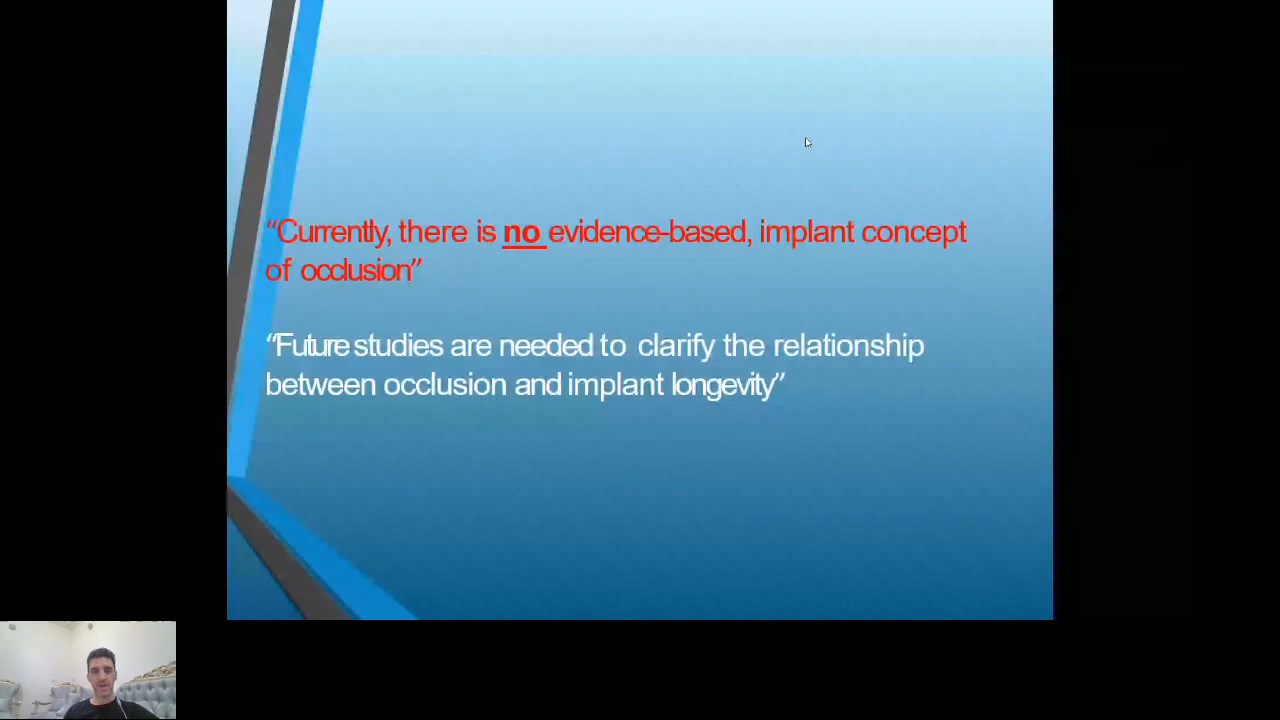 “Currently, there is no evidence-based, implant concept
of occlusion”
“Future studies are needed to clarify the relationship
between occlusion and implant longevity”